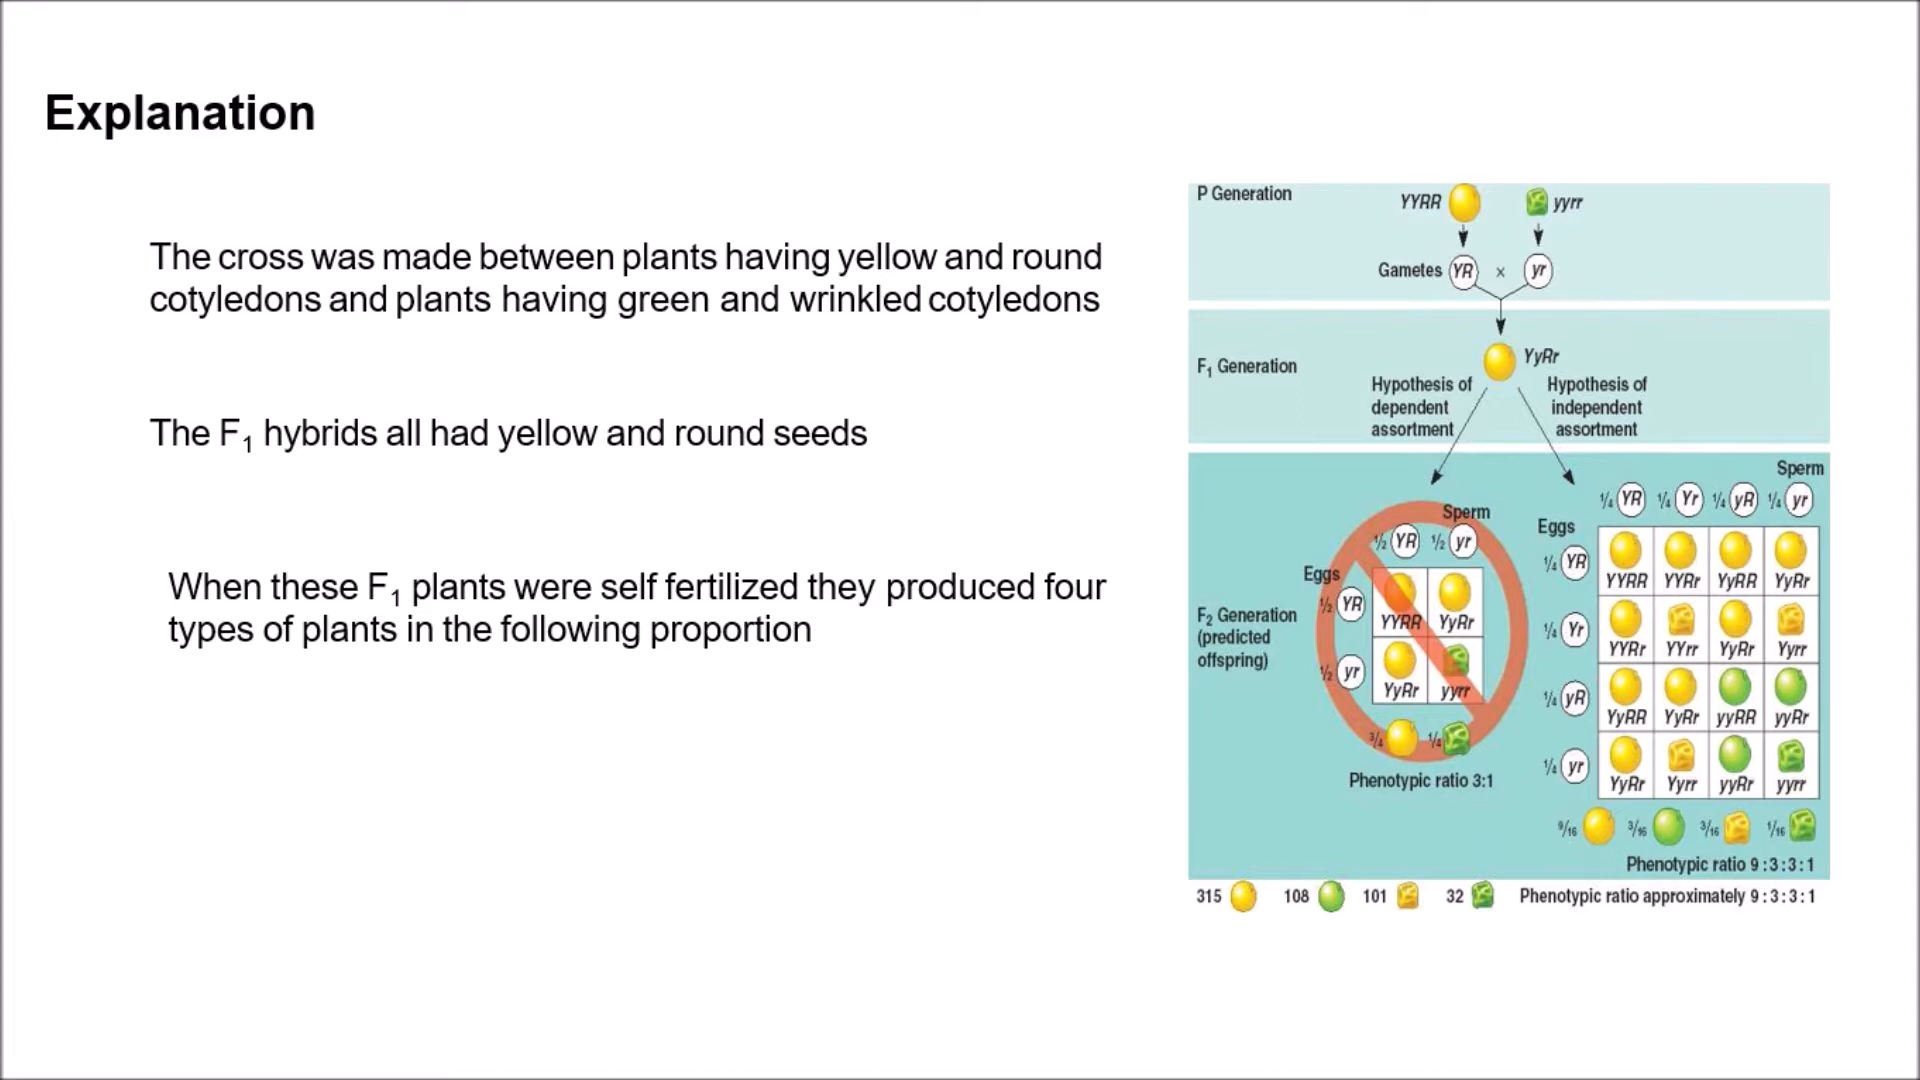 Explanation
The cross was made between plants having yellow and round
cotyledons and plants having green and wrinkled cotyledons
The F₁ hybrids all had yellow and round seeds
When these F₁ plants were self fertilized they produced four
types of plants in the following proportion
P Generation
YYRR yyrr
Gametes YR × yr
F₁ Generation
YyRr
Hypothesis of
dependent
assortment
Hypothesis of
independent
assortment
F₂ Generation
(predicted
offspring)
Sperm
½ YR ½ yr
Eggs
½ YR
YYRR YyRr
½ yr
YyRr yyrr
¾ ¼
Phenotypic ratio 3:1
Sperm
¼ YR ¼ Yr ¼ yR ¼ yr
Eggs
¼ YR
YYRR YYRr YyRR YyRr
¼ Yr
YYRr YYrr YyRr Yyrr
¼ yR
YyRR YyRr yyRR yyRr
¼ yr
YyRr Yyrr yyRr yyrr
9/16 3/16 3/16 1/16
Phenotypic ratio 9:3:3:1
315 108 101 32 Phenotypic ratio approximately 9:3:3:1